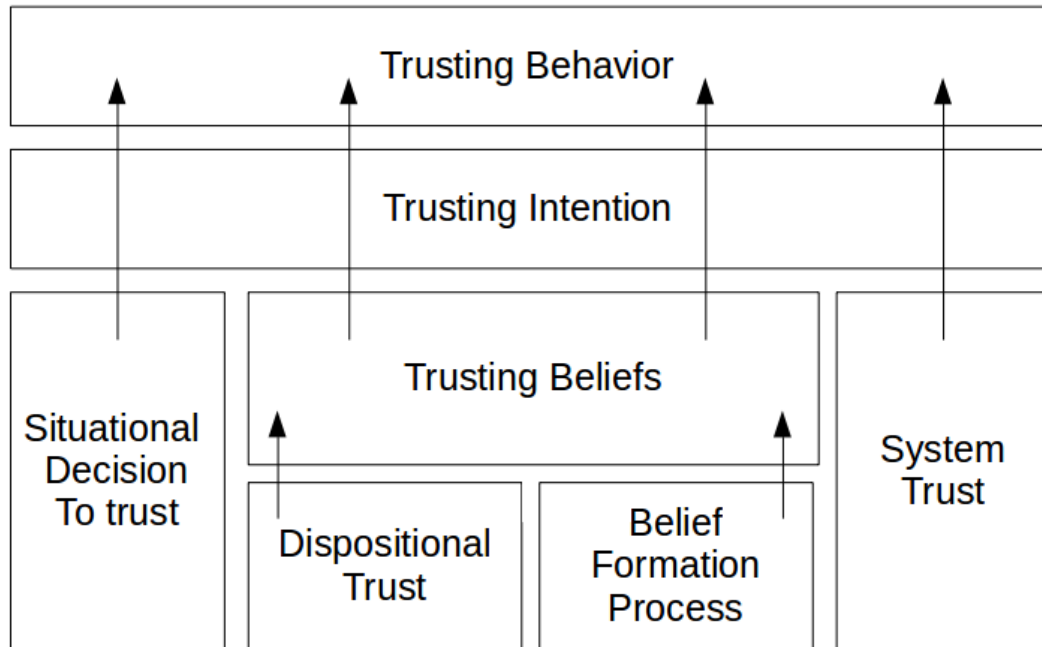 Trusting Behavior
Trusting Intention
Trusting Beliefs
Situational
Decision
To trust
System
Trust
Dispositional
Trust
Belief
Formation
Process